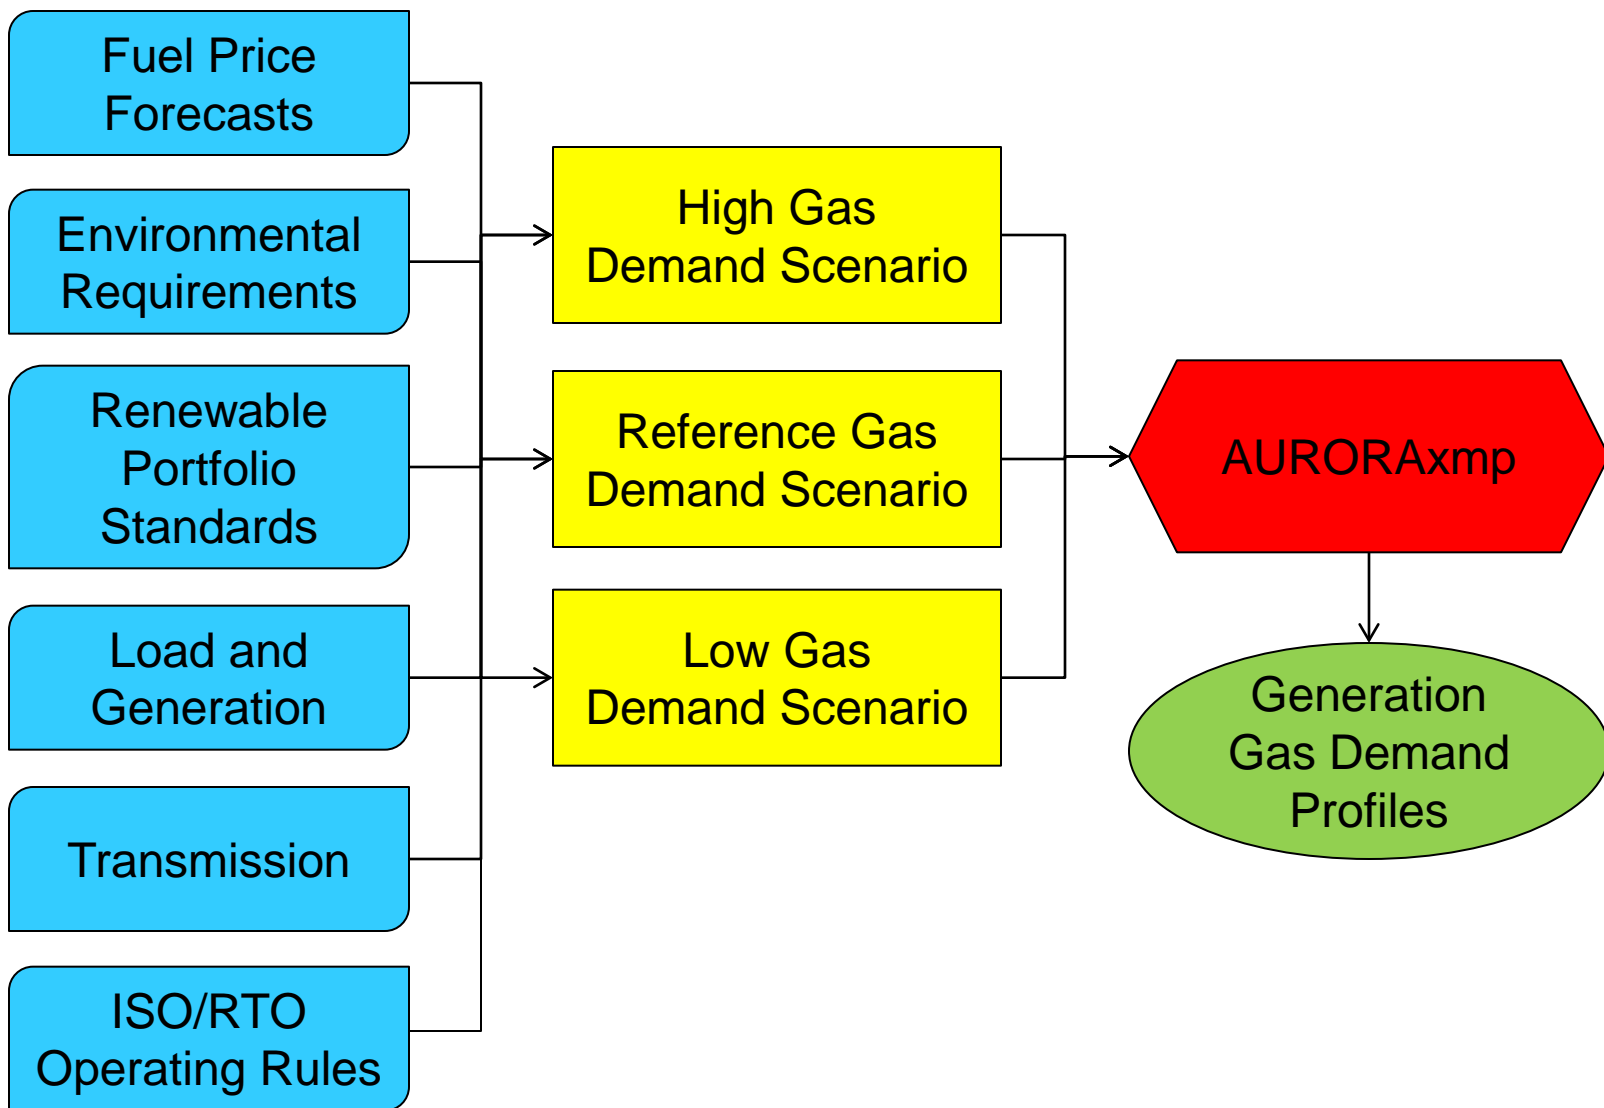 Fuel Price
Forecasts
Environmental
Requirements
Renewable
Portfolio
Standards
Load and
Generation
Transmission
ISO/RTO
Operating Rules
High Gas
Demand Scenario
Reference Gas
Demand Scenario
Low Gas
Demand Scenario
AURORAxmp
Generation
Gas Demand
Profiles